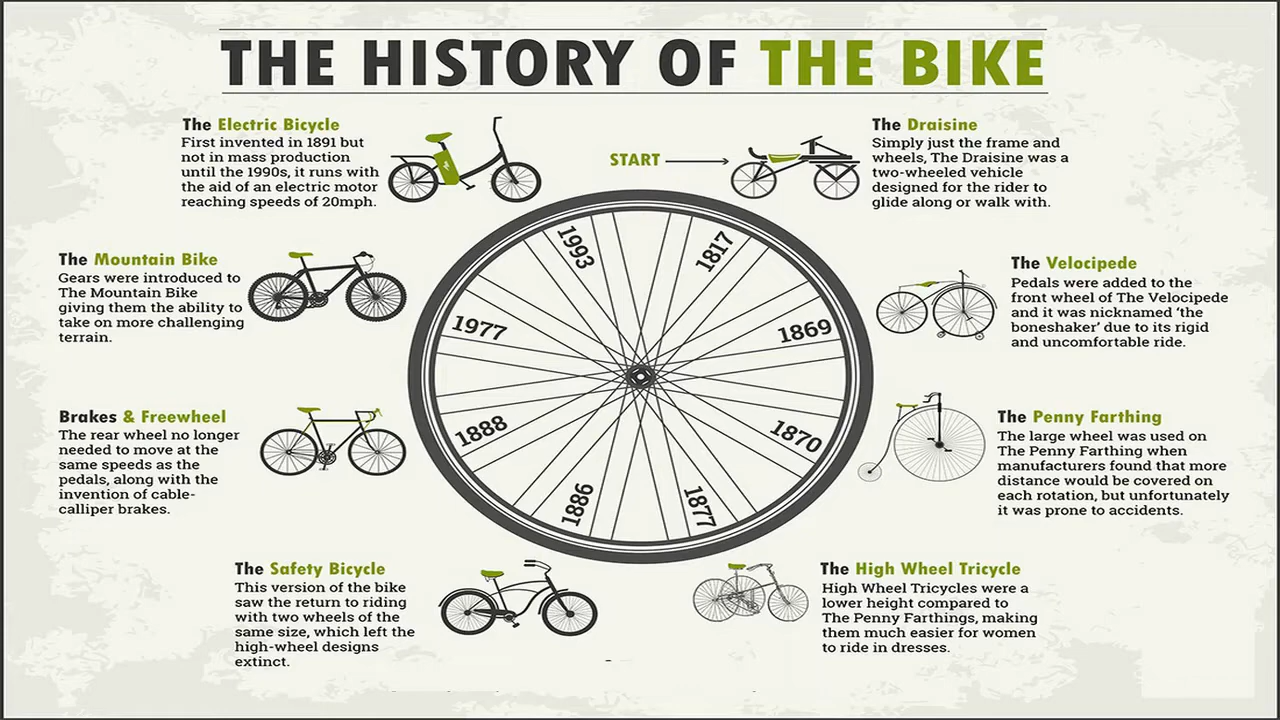 THE HISTORY OF THE BIKE
START
The Draisine
Simply just the frame and
wheels, The Draisine was a
two-wheeled vehicle
designed for the rider to
glide along or walk with.
The Velocipede
Pedals were added to the
front wheel of The Velocipede
and it was nicknamed ‘the
boneshaker’ due to its rigid
and uncomfortable ride.
The Penny Farthing
The large wheel was used on
The Penny Farthing when
manufacturers found that more
distance would be covered on
each rotation, but unfortunately
it was prone to accidents.
The High Wheel Tricycle
High Wheel Tricycles were a
lower height compared to
The Penny Farthings, making
them much easier for women
to ride in dresses.
The Safety Bicycle
This version of the bike
saw the return to riding
with two wheels of the
same size, which left the
high-wheel designs
extinct.
Brakes & Freewheel
The rear wheel no longer
needed to move at the
same speeds as the
pedals, along with the
invention of cable-
calliper brakes.
The Mountain Bike
Gears were introduced to
The Mountain Bike
giving them the ability to
take on more challenging
terrain.
The Electric Bicycle
First invented in 1891 but
not in mass production
until the 1990s, it runs with
the aid of an electric motor
reaching speeds of 20mph.
1817
1869
1870
1877
1886
1888
1977
1993